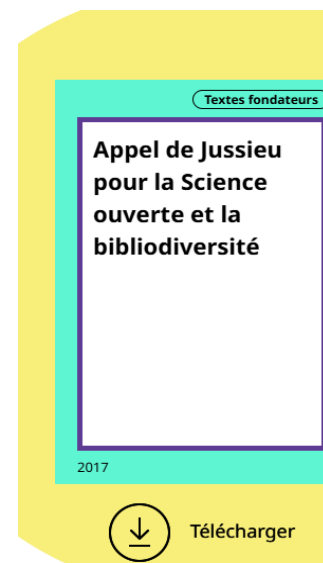 Textes fondateurs
Appel de Jussieu
pour la Science
ouverte et la
bibliodiversité
2017
Télécharger